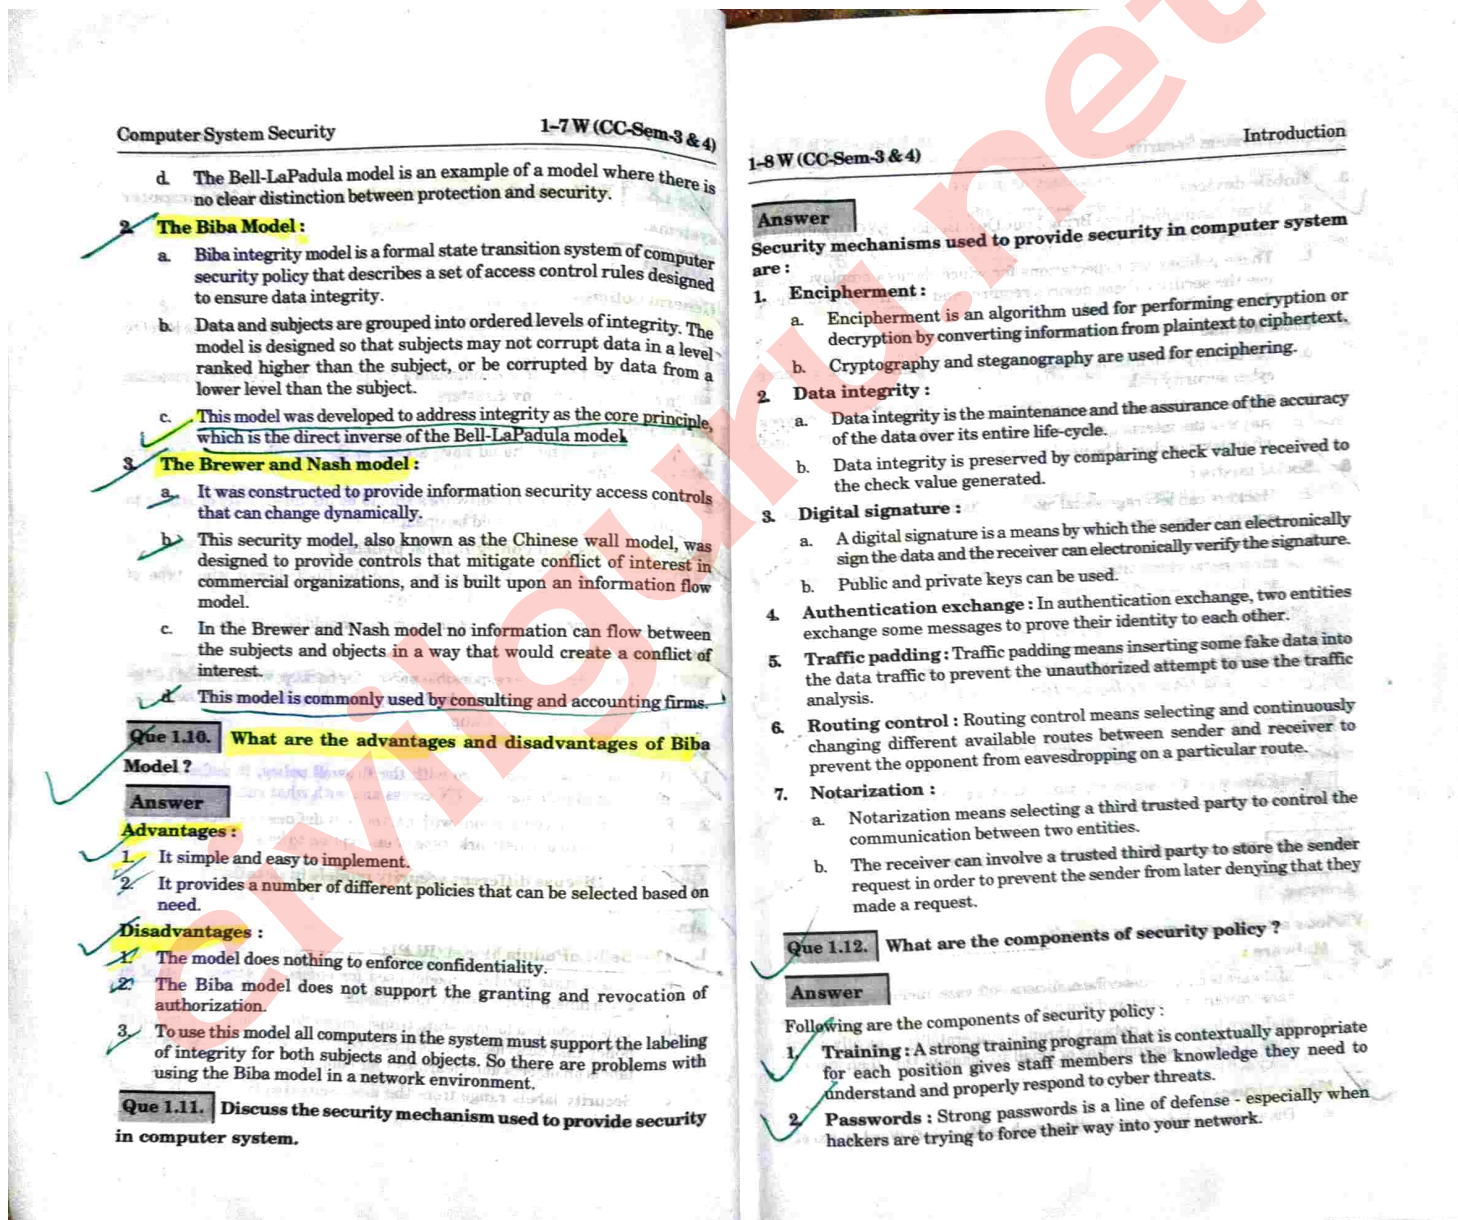 Computer System Security 1–7 W (CC-Sem-3 & 4)
d. The Bell-LaPadula model is an example of a model where there is
no clear distinction between protection and security.
2. The Biba Model :
a. Biba integrity model is a formal state transition system of computer
security policy that describes a set of access control rules designed
to ensure data integrity.
b. Data and subjects are grouped into ordered levels of integrity. The
model is designed so that subjects may not corrupt data in a level
ranked higher than the subject, or be corrupted by data from a
lower level than the subject.
c. This model was developed to address integrity as the core principle,
which is the direct inverse of the Bell-LaPadula model.
3. The Brewer and Nash model :
a. It was constructed to provide information security access controls
that can change dynamically.
b. This security model, also known as the Chinese wall model, was
designed to provide controls that mitigate conflict of interest in
commercial organizations, and is built upon an information flow
model.
c. In the Brewer and Nash model no information can flow between
the subjects and objects in a way that would create a conflict of
interest.
d. This model is commonly used by consulting and accounting firms.
Que 1.10. What are the advantages and disadvantages of Biba
Model ?
Answer
Advantages :
1. It simple and easy to implement.
2. It provides a number of different policies that can be selected based on
need.
Disadvantages :
1. The model does nothing to enforce confidentiality.
2. The Biba model does not support the granting and revocation of
authorization.
3. To use this model all computers in the system must support the labeling
of integrity for both subjects and objects. So there are problems with
using the Biba model in a network environment.
Que 1.11. Discuss the security mechanism used to provide security
in computer system.
1–8 W (CC-Sem-3 & 4) Introduction
Answer
Security mechanisms used to provide security in computer system
are :
1. Encipherment :
a. Encipherment is an algorithm used for performing encryption or
decryption by converting information from plaintext to ciphertext.
b. Cryptography and steganography are used for enciphering.
2. Data integrity :
a. Data integrity is the maintenance and the assurance of the accuracy
of the data over its entire life-cycle.
b. Data integrity is preserved by comparing check value received to
the check value generated.
3. Digital signature :
a. A digital signature is a means by which the sender can electronically
sign the data and the receiver can electronically verify the signature.
b. Public and private keys can be used.
4. Authentication exchange : In authentication exchange, two entities
exchange some messages to prove their identity to each other.
5. Traffic padding : Traffic padding means inserting some fake data into
the data traffic to prevent the unauthorized attempt to use the traffic
analysis.
6. Routing control : Routing control means selecting and continuously
changing different available routes between sender and receiver to
prevent the opponent from eavesdropping on a particular route.
7. Notarization :
a. Notarization means selecting a third trusted party to control the
communication between two entities.
b. The receiver can involve a trusted third party to store the sender
request in order to prevent the sender from later denying that they
made a request.
Que 1.12. What are the components of security policy ?
Answer
Following are the components of security policy :
1. Training : A strong training program that is contextually appropriate
for each position gives staff members the knowledge they need to
understand and properly respond to cyber threats.
2. Passwords : Strong passwords is a line of defense - especially when
hackers are trying to force their way into your network.
civilguru.net